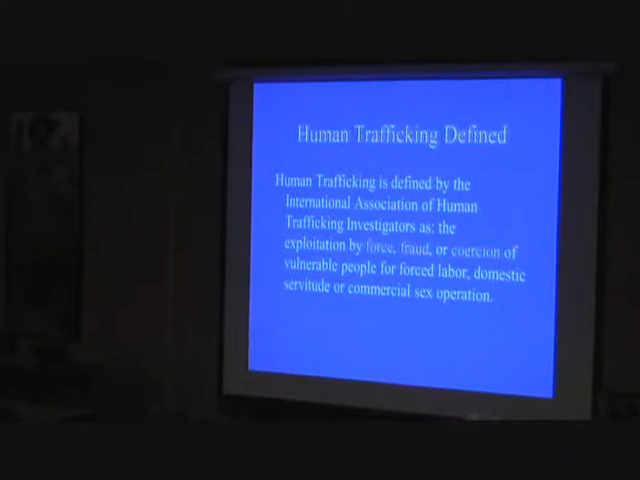 Human Trafficking Defined
Human Trafficking is defined by the
International Association of Human
Trafficking Investigators as: the
exploitation by force, fraud, or coercion of
vulnerable people for forced labor, domestic
servitude or commercial sex operation.